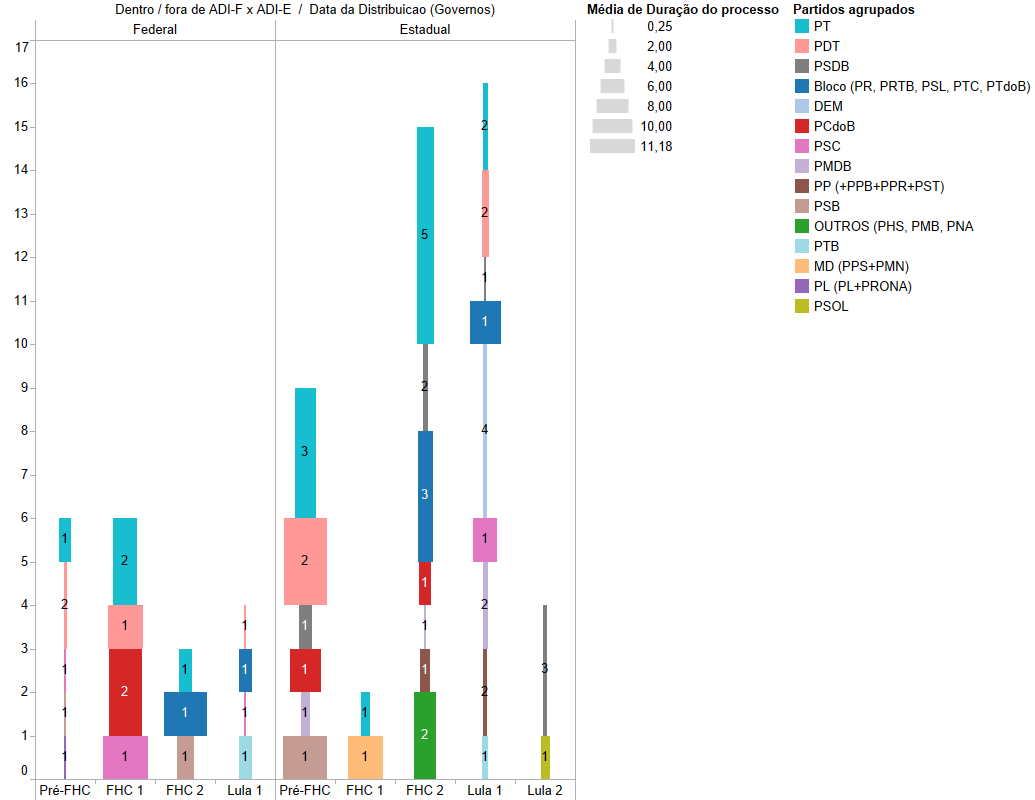 Dentro / fora de ADI-F x ADI-E / Data da Distribuicao (Governos)
Federal
Estadual
17
16
15
14
13
12
11
10
9
8
7
6
5
4
3
2
1
0
1
2
1
1
1
2
1
2
1
1
1
1
1
1
1
1
3
2
1
1
1
1
1
1
5
2
3
1
1
1
2
2
2
1
1
4
1
2
2
1
3
1
Pré-FHC
FHC 1
FHC 2
Lula 1
Pré-FHC
FHC 1
FHC 2
Lula 1
Lula 2
Média de Duração do processo
0,25
2,00
4,00
6,00
8,00
10,00
11,18
Partidos agrupados
PT
PDT
PSDB
Bloco (PR, PRTB, PSL, PTC, PTdoB)
DEM
PCdoB
PSC
PMDB
PP (+PPB+PPR+PST)
PSB
OUTROS (PHS, PMB, PNA
PTB
MD (PPS+PMN)
PL (PL+PRONA)
PSOL